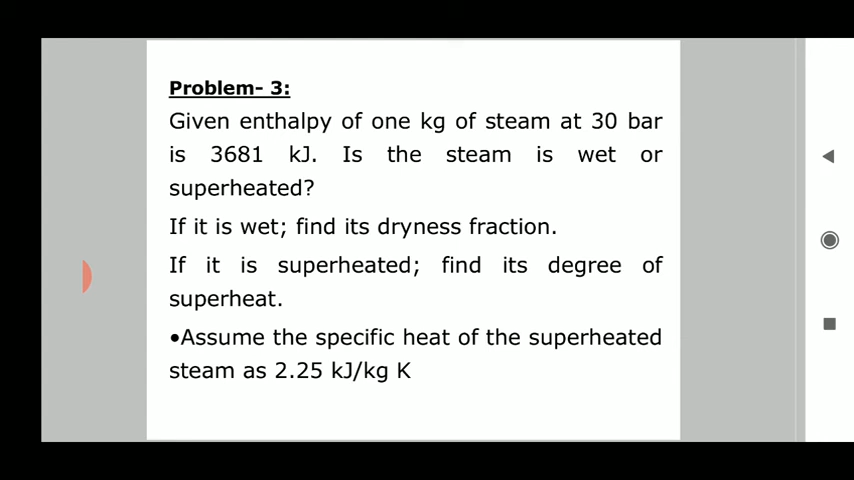 Problem- 3:
Given enthalpy of one kg of steam at 30 bar
is 3681 kJ. Is the steam is wet or
superheated?
If it is wet; find its dryness fraction.
If it is superheated; find its degree of
superheat.
•Assume the specific heat of the superheated
steam as 2.25 kJ/kg K